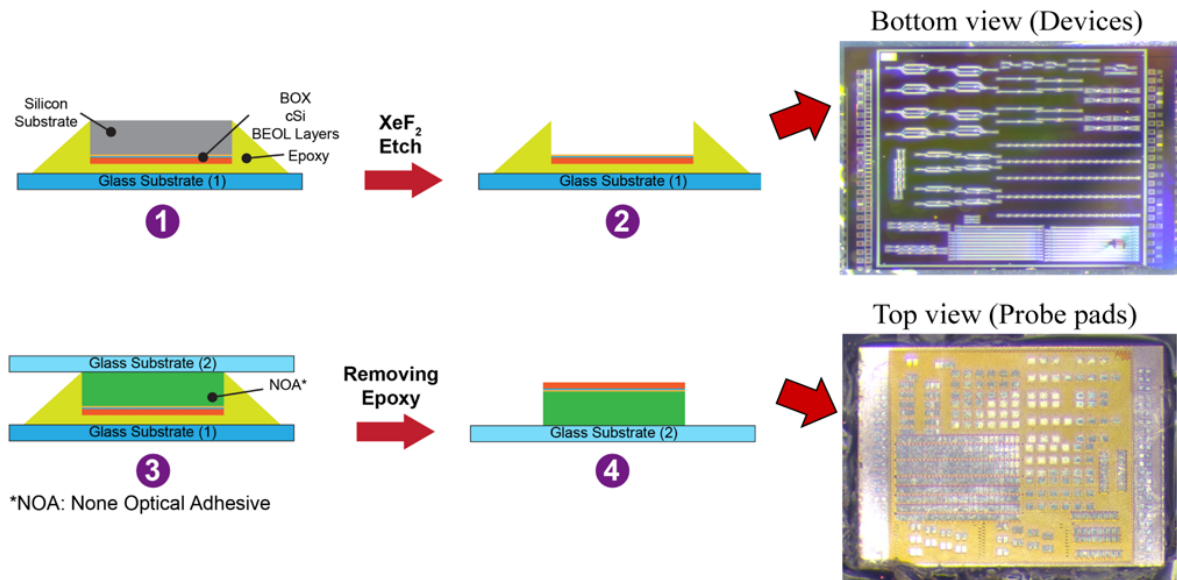 Bottom view (Devices)
Silicon
Substrate
BOX
cSi
BEOL Layers
Epoxy
Glass Substrate (1)
1
XeF₂
Etch
Glass Substrate (1)
2
Top view (Probe pads)
Glass Substrate (2)
NOA*
Glass Substrate (1)
3
*NOA: None Optical Adhesive
Removing
Epoxy
Glass Substrate (2)
4